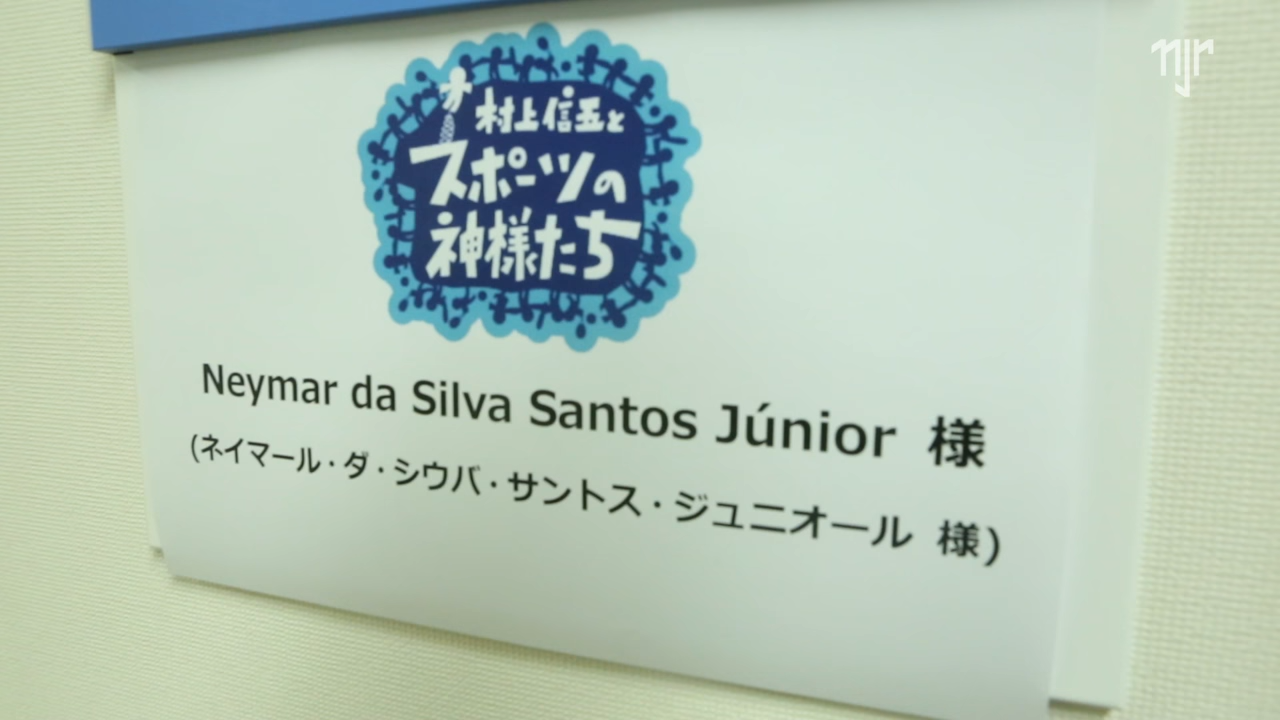 njr
村上信五と
スポーツの
神様たち
Neymar da Silva Santos Júnior 様
(ネイマール・ダ・シウバ・サントス・ジュニオール 様)